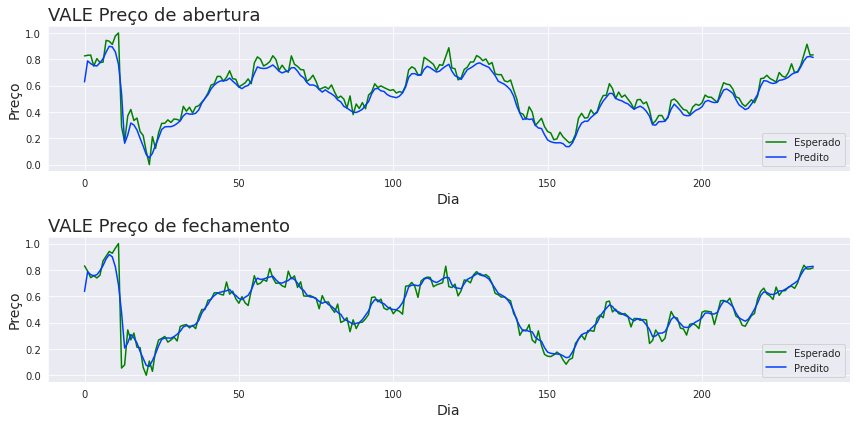 VALE Preço de abertura
Preço
1.0
0.8
0.6
0.4
0.2
0.0
Esperado
Predito
0
50
100
150
200
Dia
VALE Preço de fechamento
Preço
1.0
0.8
0.6
0.4
0.2
0.0
Esperado
Predito
0
50
100
150
200
Dia